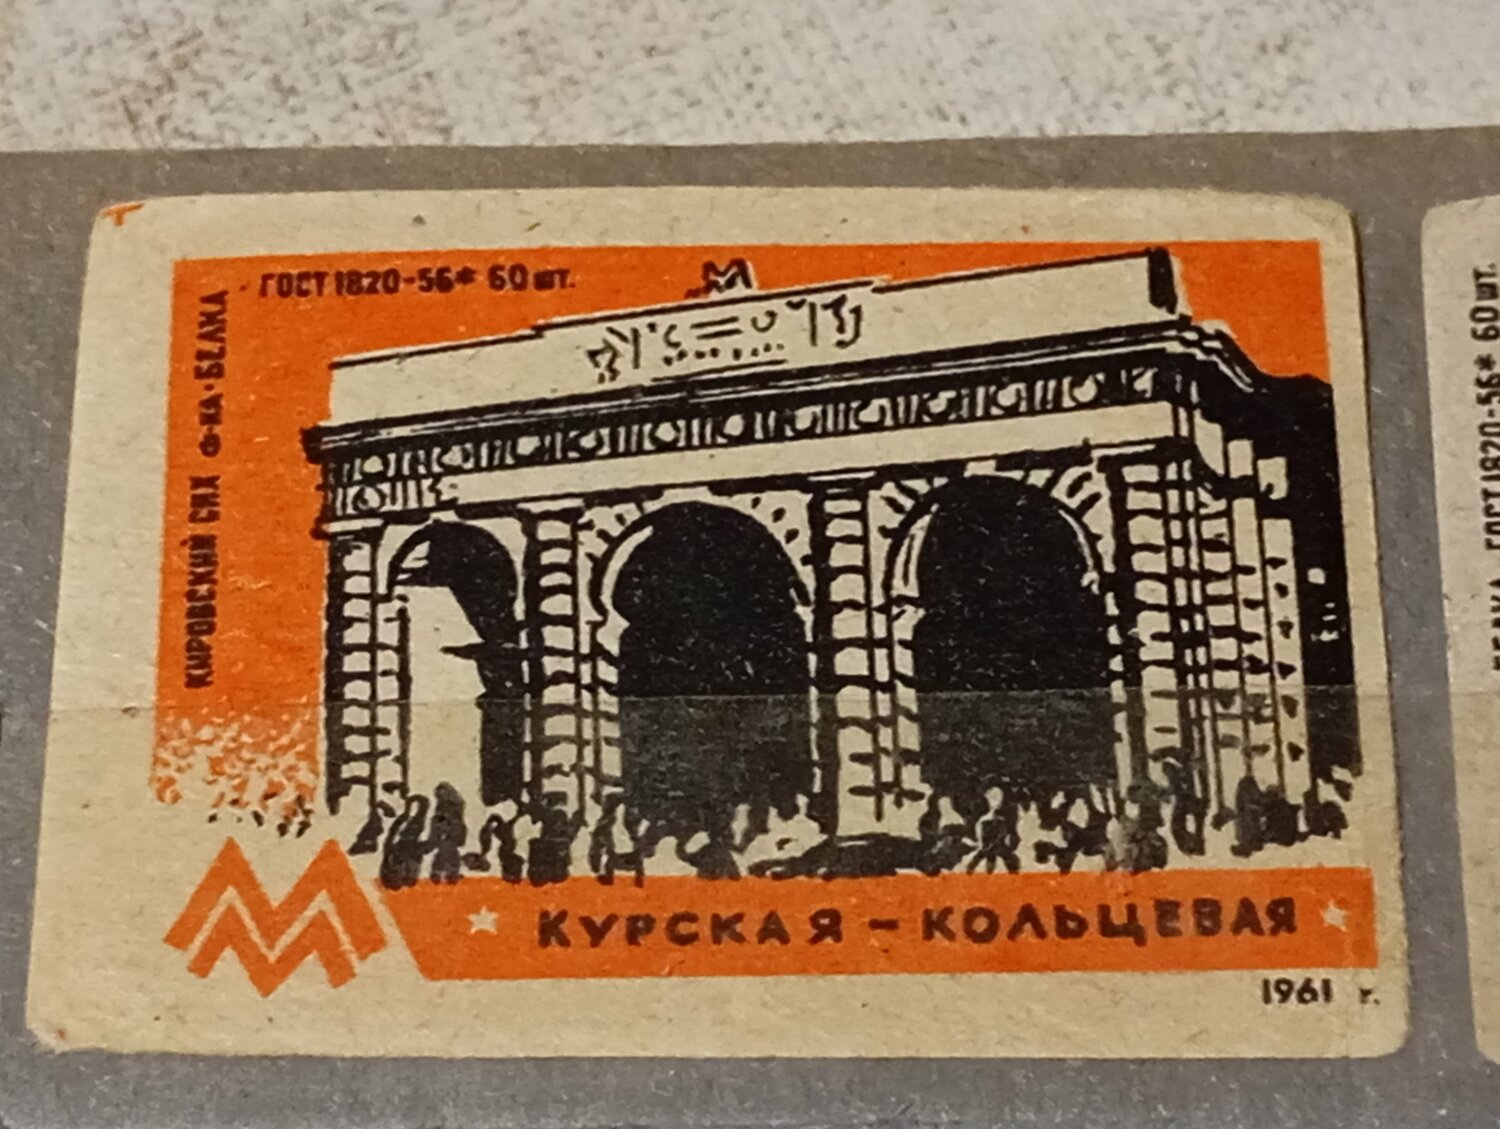 ГОСТ 1820-56* 60 шт.
КИРОВСКИЙ СНХ Ф-КА·БЕЛКА
М
М
КУРСКАЯ - КОЛЬЦЕВАЯ
1961 г.
ГОСТ 1820-56* 60 шт.